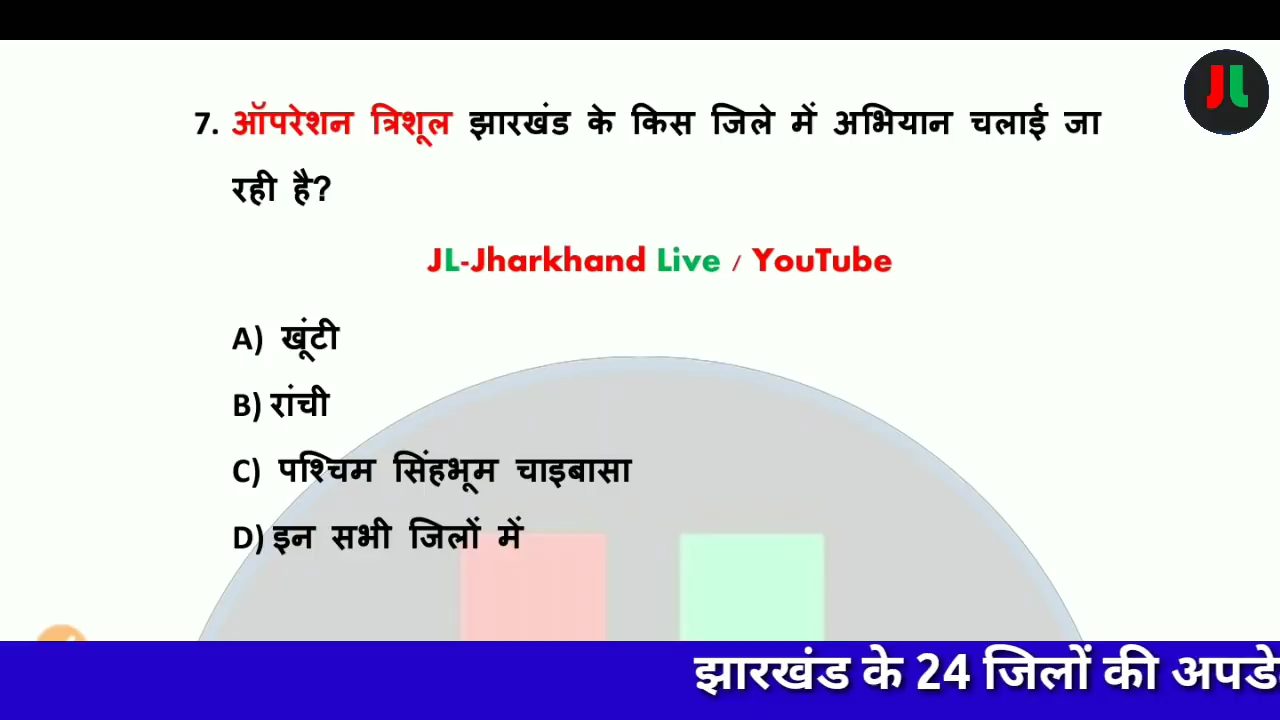 JL
7. ऑपरेशन त्रिशूल झारखंड के किस जिले में अभियान चलाई जा
रही है?
JL-Jharkhand Live / YouTube
A) खूंटी
B) रांची
C) पश्चिम सिंहभूम चाइबासा
D) इन सभी जिलों में
झारखंड के 24 जिलों की अपडे